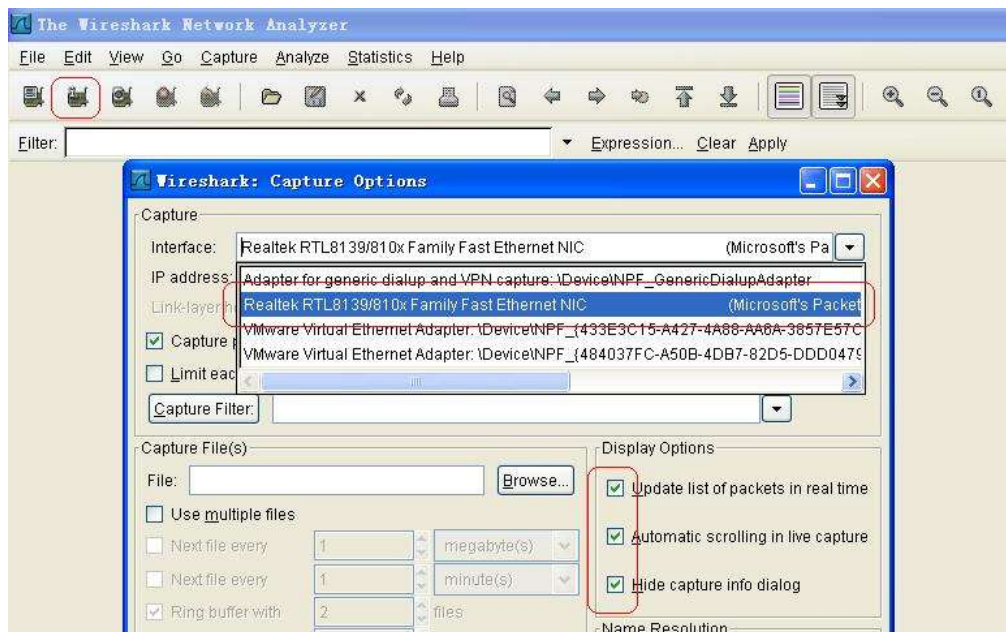 The Wireshark Network Analyzer
File Edit View Go Capture Analyze Statistics Help
Filter: Expression... Clear Apply
Wireshark: Capture Options
Capture
Interface: Realtek RTL8139/810x Family Fast Ethernet NIC (Microsoft's Pa
IP address: Adapter for generic dialup and VPN capture: \Device\NPF_GenericDialupAdapter
Link-layer h Realtek RTL8139/810x Family Fast Ethernet NIC (Microsoft's Packet
Capture p VMware Virtual Ethernet Adapter: \Device\NPF_{433E3C15-A427-4A88-AA6A-3857E57C
Limit eac VMware Virtual Ethernet Adapter: \Device\NPF_{484037FC-A50B-4DB7-82D5-DDD0479
Capture Filter:
Capture File(s)
File: Browse...
Use multiple files
Next file every 1 megabyte(s)
Next file every 1 minute(s)
Ring buffer with 2 files
Display Options
Update list of packets in real time
Automatic scrolling in live capture
Hide capture info dialog
Name Resolution